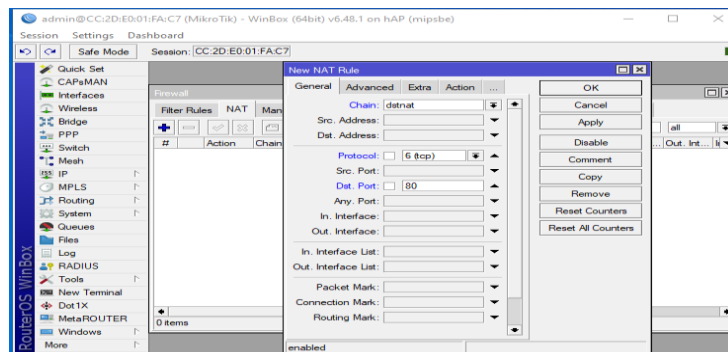 admin@CC:2D:E0:01:FA:C7 (MikroTik) - WinBox (64bit) v6.48.1 on hAP (mipsbe)
Session Settings Dashboard
Safe Mode Session: CC:2D:E0:01:FA:C7
Quick Set
CAPsMAN
Interfaces
Wireless
Bridge
PPP
Switch
Mesh
IP
MPLS
Routing
System
Queues
Files
Log
RADIUS
Tools
New Terminal
Dot1X
MetaROUTER
Windows
More
RouterOS WinBox
Firewall
Filter Rules NAT Man
all
# Action Chain
... Out. Int...
0 items
New NAT Rule
General Advanced Extra Action ...
Chain: dstnat
Src. Address:
Dst. Address:
Protocol: 6 (tcp)
Src. Port:
Dst. Port: 80
Any. Port:
In. Interface:
Out. Interface:
In. Interface List:
Out. Interface List:
Packet Mark:
Connection Mark:
Routing Mark:
enabled
OK
Cancel
Apply
Disable
Comment
Copy
Remove
Reset Counters
Reset All Counters